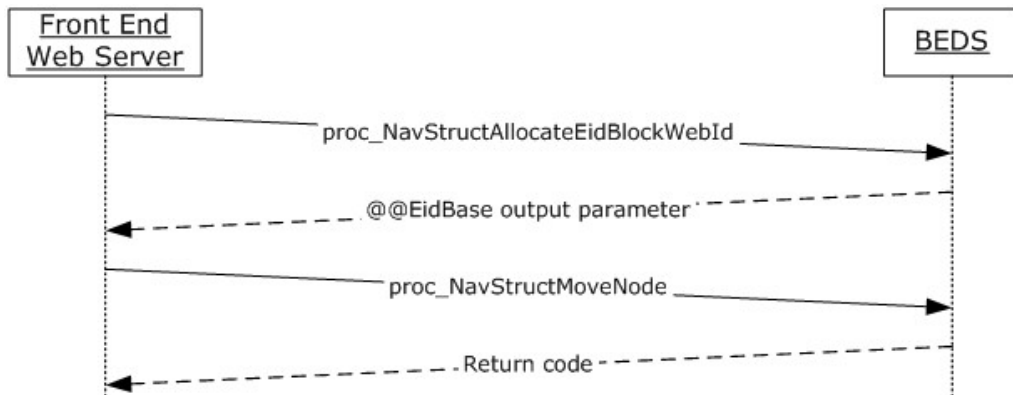 Front End
Web Server
BEDS
proc_NavStructAllocateEidBlockWebId
@@EidBase output parameter
proc_NavStructMoveNode
Return code